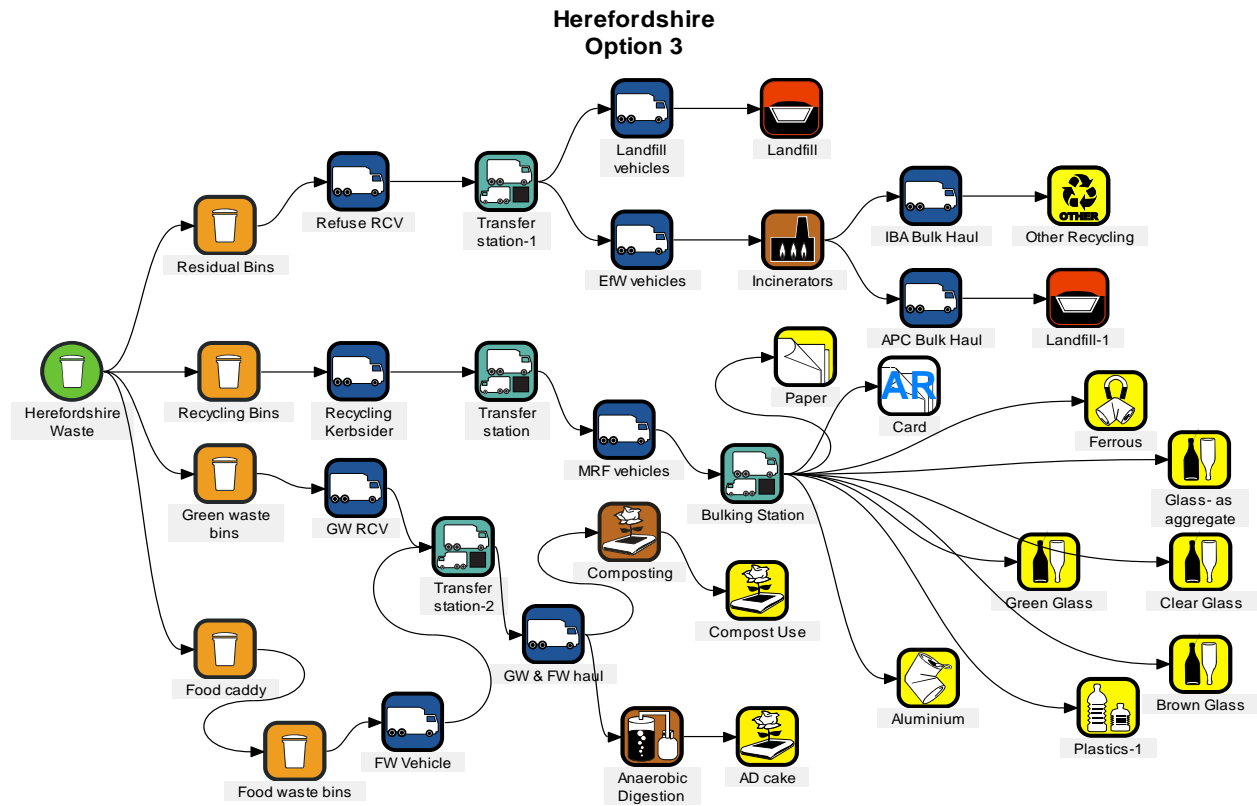 Herefordshire
Option 3
Landfill
vehicles
Landfill
Refuse RCV
Transfer
station-1
IBA Bulk Haul
OTHER
Other Recycling
Residual Bins
EfW vehicles
Incinerators
APC Bulk Haul
Landfill-1
Herefordshire
Waste
Recycling Bins
Recycling
Kerbsider
Transfer
station
Paper
AR
Card
Ferrous
MRF vehicles
Bulking Station
Glass- as
aggregate
Green waste
bins
GW RCV
Transfer
station-2
Composting
Compost Use
Green Glass
Clear Glass
Food caddy
GW & FW haul
Aluminium
Brown Glass
Plastics-1
Food waste bins
FW Vehicle
Anaerobic
Digestion
AD cake